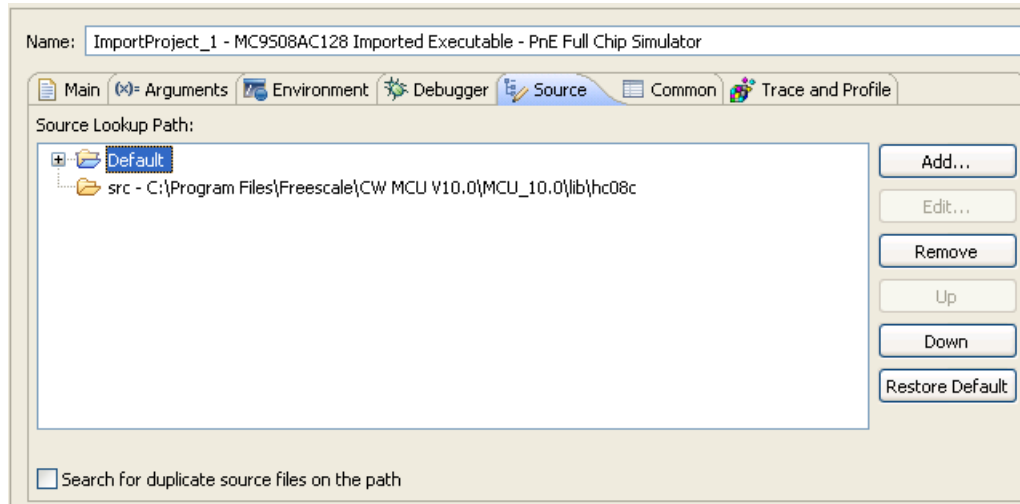 Name: ImportProject_1 - MC9S08AC128 Imported Executable - PnE Full Chip Simulator
Main (x)= Arguments Environment Debugger Source Common Trace and Profile
Source Lookup Path:
Default
src - C:\Program Files\Freescale\CW MCU V10.0\MCU_10.0\lib\hc08c
Add...
Edit...
Remove
Up
Down
Restore Default
Search for duplicate source files on the path